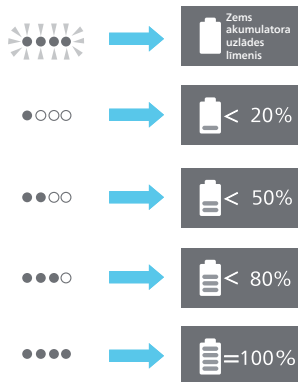 Zems
akumulatora
uzlādes
līmenis
< 20%
< 50%
< 80%
=100%